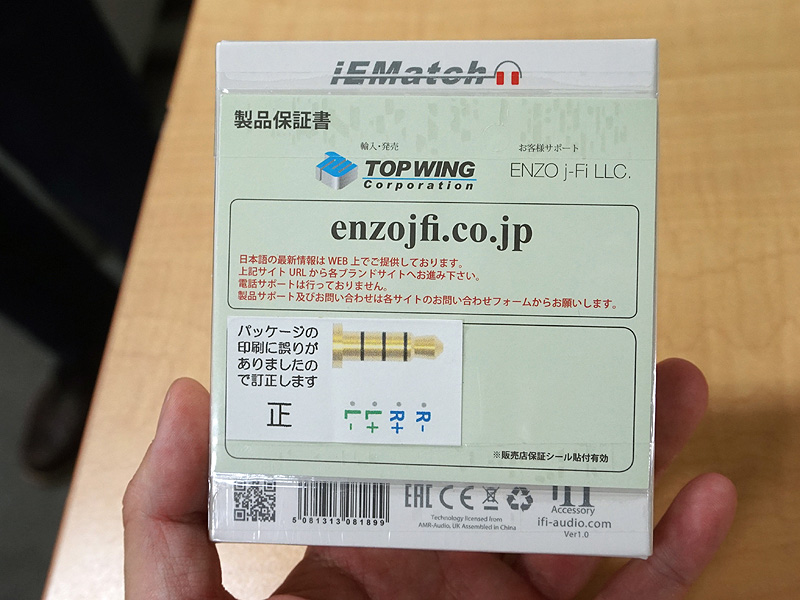 iEMatch
製品保証書
輸入・発売
お客様サポート
TOP WING
Corporation
ENZO j-Fi LLC.
enzojfi.co.jp
日本語の最新情報は WEB 上でご提供しております。
上記サイト URL から各ブランドサイトへお進み下さい。
電話サポートは行っておりません。
製品サポート及びお問い合わせは各サイトのお問い合わせフォームからお願いします。
パッケージの
印刷に誤りが
ありましたの
で訂正します
正
L-
L+
R+
R-
※販売店保証シール貼付有効
5 081313 081899
EAC CE
Technology licensed from
AMR-Audio, UK Assembled in China
Accessory
ifi-audio.com
Ver1.0